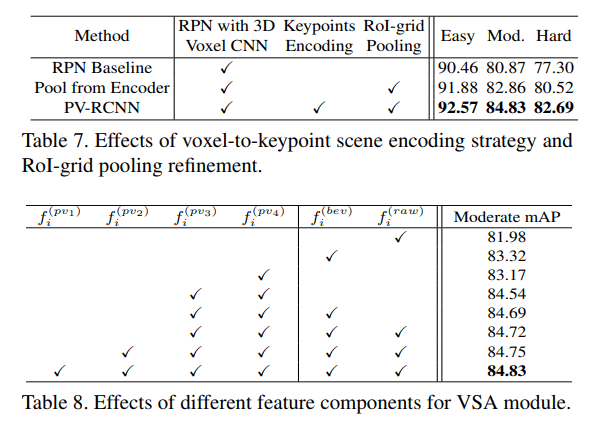 Method RPN with 3D Voxel CNN Keypoints Encoding RoI-grid Pooling Easy Mod. Hard
RPN Baseline ✓ 90.46 80.87 77.30
Pool from Encoder ✓ ✓ 91.88 82.86 80.52
PV-RCNN ✓ ✓ ✓ 92.57 84.83 82.69
Table 7. Effects of voxel-to-keypoint scene encoding strategy and
RoI-grid pooling refinement.
f_i^(pv1) f_i^(pv2) f_i^(pv3) f_i^(pv4) f_i^(bev) f_i^(raw) Moderate mAP
✓ 81.98
✓ 83.32
✓ 83.17
✓ ✓ 84.54
✓ ✓ ✓ 84.69
✓ ✓ ✓ ✓ 84.72
✓ ✓ ✓ ✓ ✓ 84.75
✓ ✓ ✓ ✓ ✓ ✓ 84.83
Table 8. Effects of different feature components for VSA module.